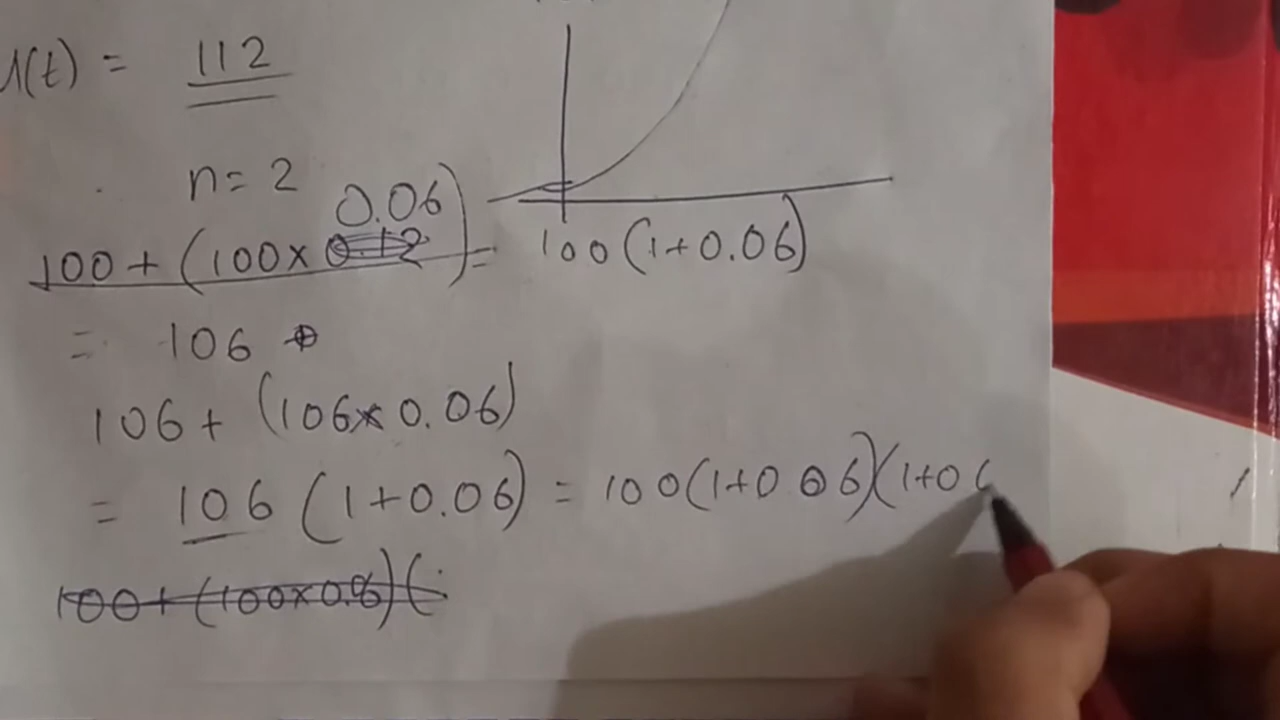 (t) = 112
n = 2
0.06
100 + (100 × 0.12) = 100 (1+0.06)
= 106
106 + (106 × 0.06)
= 106 (1+0.06) = 100(1+0.06)(1+0
100 + (100×0.6)(